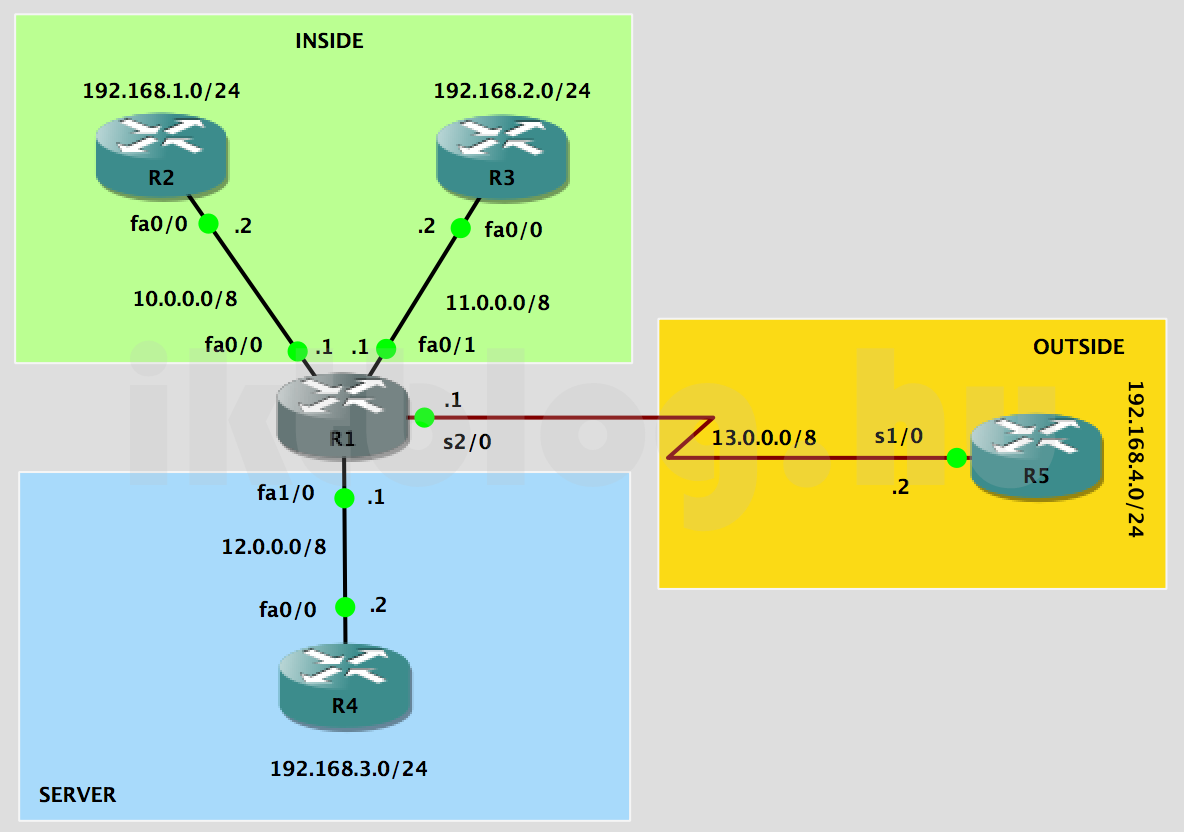 INSIDE
192.168.1.0/24
192.168.2.0/24
R2
R3
fa0/0
.2
.2
fa0/0
10.0.0.0/8
11.0.0.0/8
fa0/0
.1
.1
fa0/1
OUTSIDE
R1
.1
s2/0
13.0.0.0/8
s1/0
.2
R5
192.168.4.0/24
iktblog.hu
fa1/0
.1
12.0.0.0/8
fa0/0
.2
R4
192.168.3.0/24
SERVER